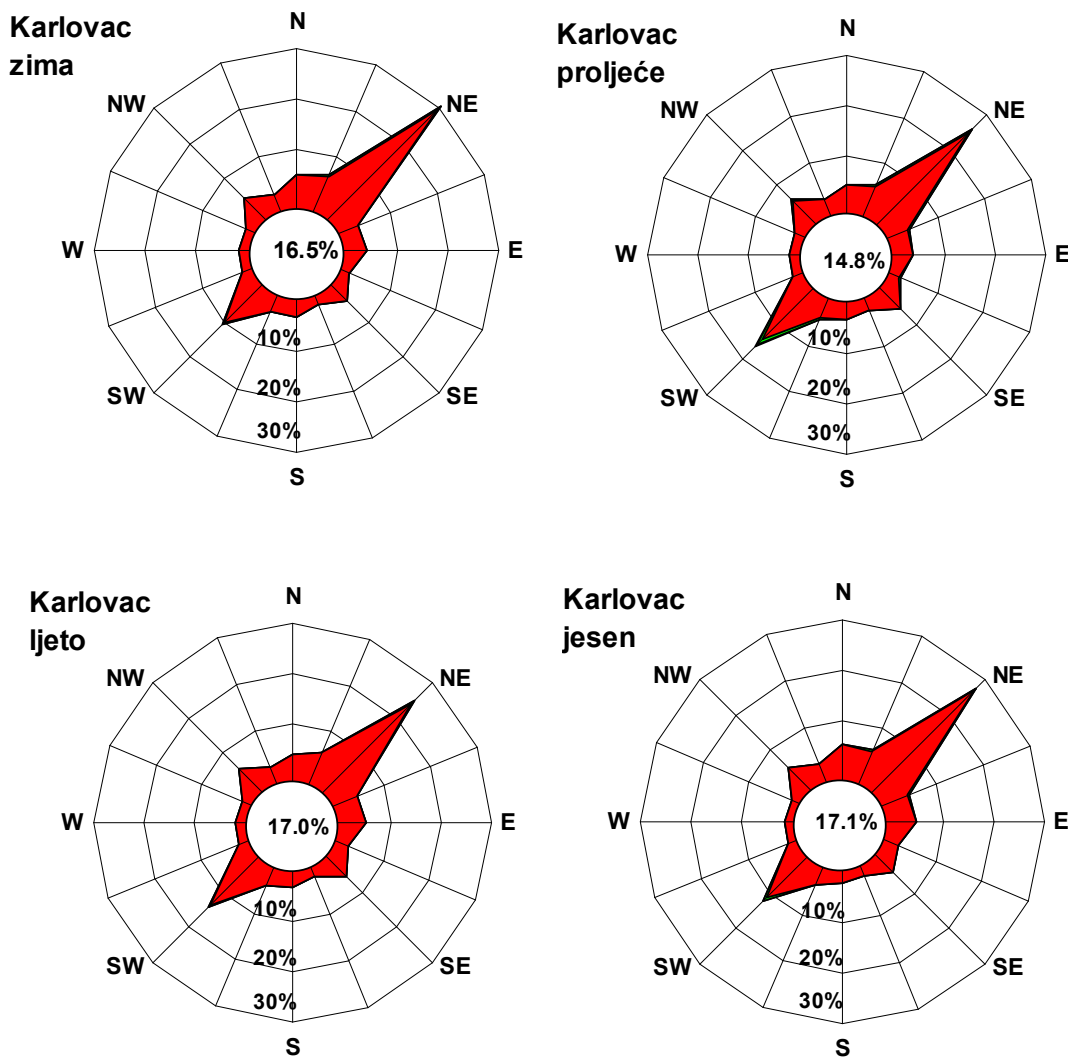 Karlovac
zima
N
NW
NE
W
16.5%
E
10%
SW
20%
SE
30%
S
Karlovac
proljeće
N
NW
NE
W
14.8%
E
10%
SW
20%
SE
30%
S
Karlovac
ljeto
N
NW
NE
W
17.0%
E
10%
SW
20%
SE
30%
S
Karlovac
jesen
N
NW
NE
W
17.1%
E
10%
SW
20%
SE
30%
S